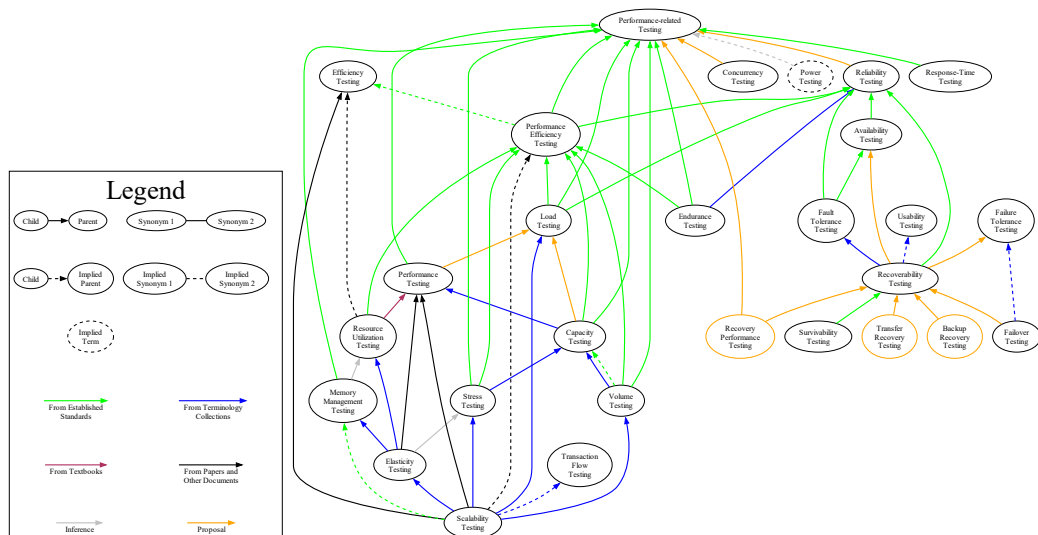 Performance-related
Testing
Efficiency
Testing
Concurrency
Testing
Power
Testing
Reliability
Testing
Response-Time
Testing
Performance
Efficiency
Testing
Availability
Testing
Legend
Child
Parent
Synonym 1
Synonym 2
Load
Testing
Endurance
Testing
Fault
Tolerance
Testing
Usability
Testing
Failure
Tolerance
Testing
Child
Implied
Parent
Implied
Synonym 1
Implied
Synonym 2
Performance
Testing
Recoverability
Testing
Implied
Term
Resource
Utilization
Testing
Capacity
Testing
Recovery
Performance
Testing
Survivability
Testing
Transfer
Recovery
Testing
Backup
Recovery
Testing
Failover
Testing
Memory
Management
Testing
Stress
Testing
Volume
Testing
From Established
Standards
From Terminology
Collections
Elasticity
Testing
Transaction
Flow
Testing
From Textbooks
From Papers and
Other Documents
Scalability
Testing
Inference
Proposal